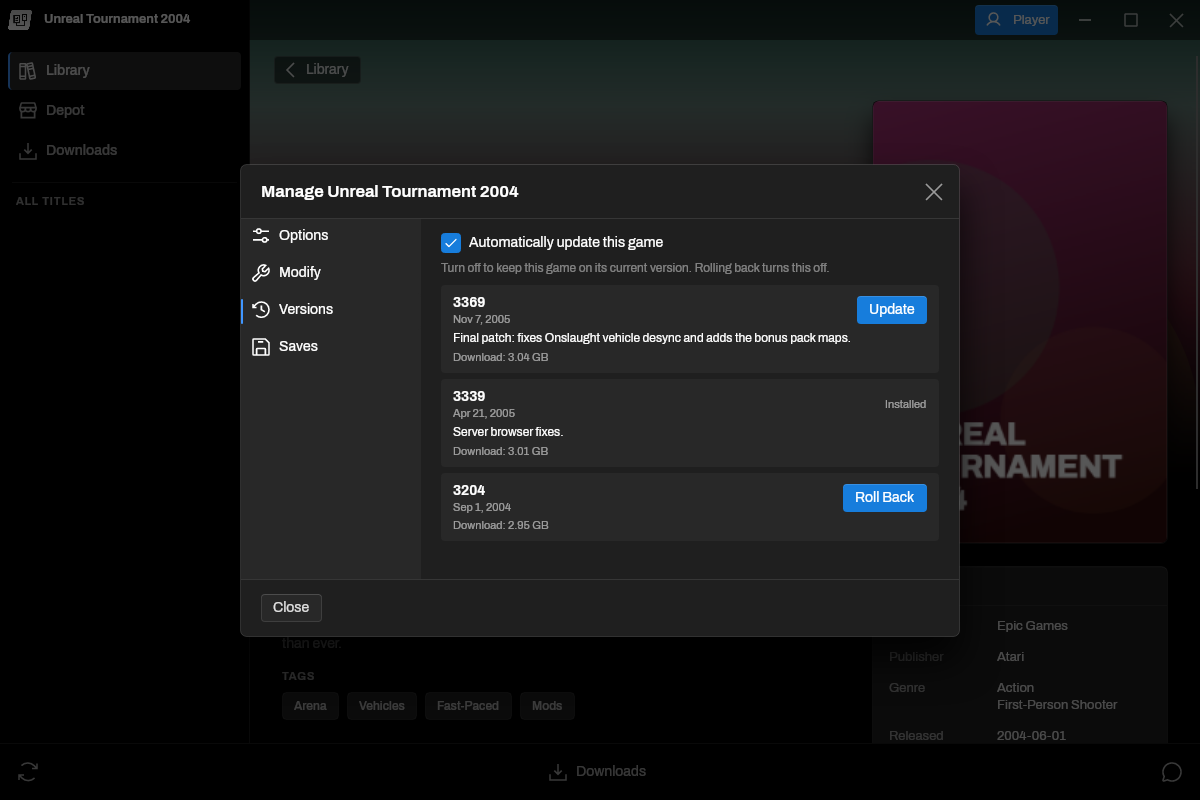 Unreal Tournament 2004
Player
Library
Depot
Downloads
ALL TITLES
Library
Manage Unreal Tournament 2004
Options
Modify
Versions
Saves
Automatically update this game
Turn off to keep this game on its current version. Rolling back turns this off.
3369
Update
Nov 7, 2005
Final patch: fixes Onslaught vehicle desync and adds the bonus pack maps.
Download: 3.04 GB
3339
Installed
Apr 21, 2005
Server browser fixes.
Download: 3.01 GB
3204
Roll Back
Sep 1, 2004
Download: 2.95 GB
Close
than ever.
TAGS
Arena Vehicles Fast-Paced Mods
Epic Games
Publisher Atari
Genre Action
First-Person Shooter
Released 2004-06-01
Downloads